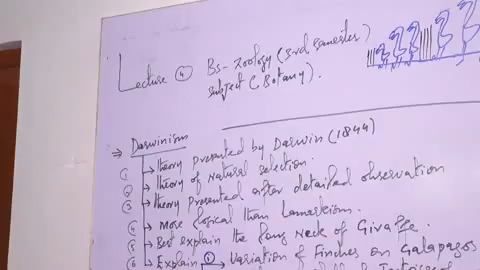 Lecture 4 Bs-Zoology (3rd semester)
Subject (Botany).
⇒ Darwinism
① → theory presented by Darwin (1844)
② → theory of Natural selection.
③ → theory presented after detailed observation
④ → More logical than Lamarkism.
⑤ → Best explain the long Neck of Giraffe.
⑥ → Explain ① → Variation of Finches on Galapagos